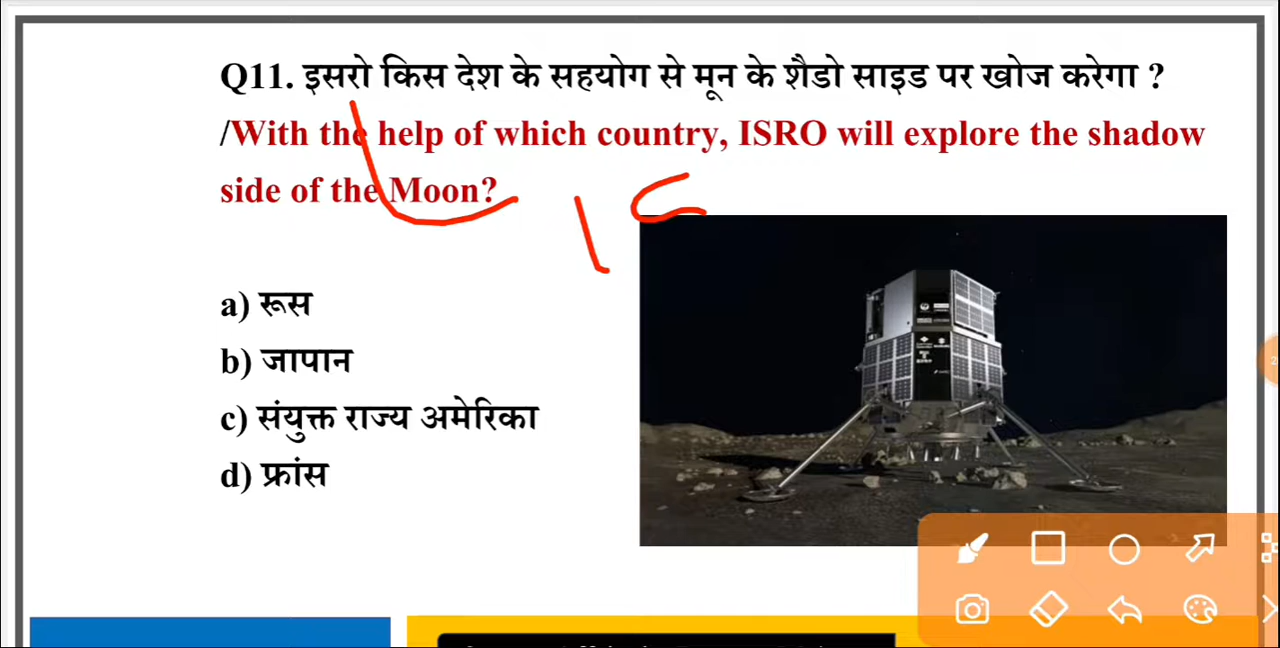 Q11. इसरो किस देश के सहयोग से मून के शैडो साइड पर खोज करेगा ?
/With the help of which country, ISRO will explore the shadow
side of the Moon?
a) रूस
b) जापान
c) संयुक्त राज्य अमेरिका
d) फ्रांस